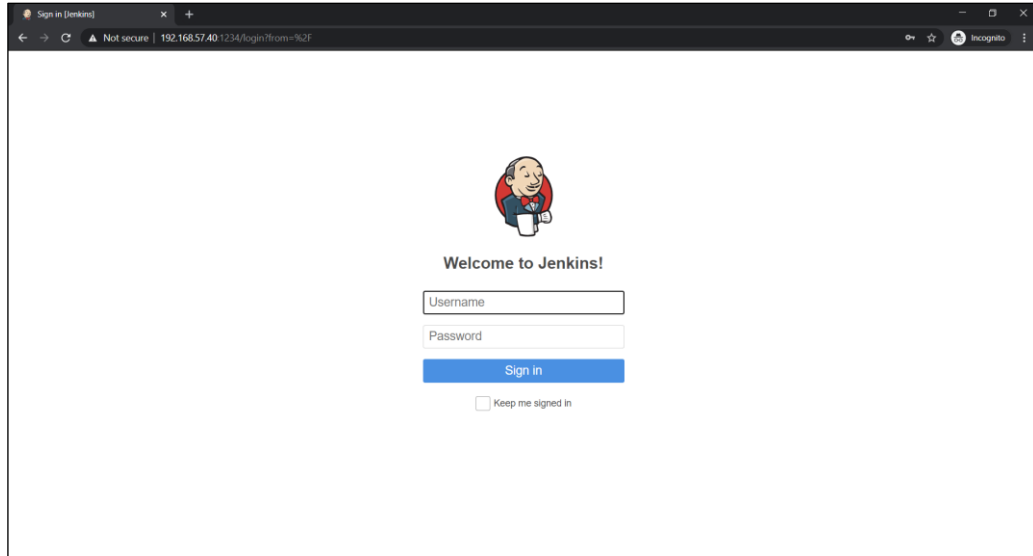 Sign in [Jenkins]
Not secure | 192.168.57.40:1234/login?from=%2F
Incognito
Welcome to Jenkins!
Username
Password
Sign in
Keep me signed in